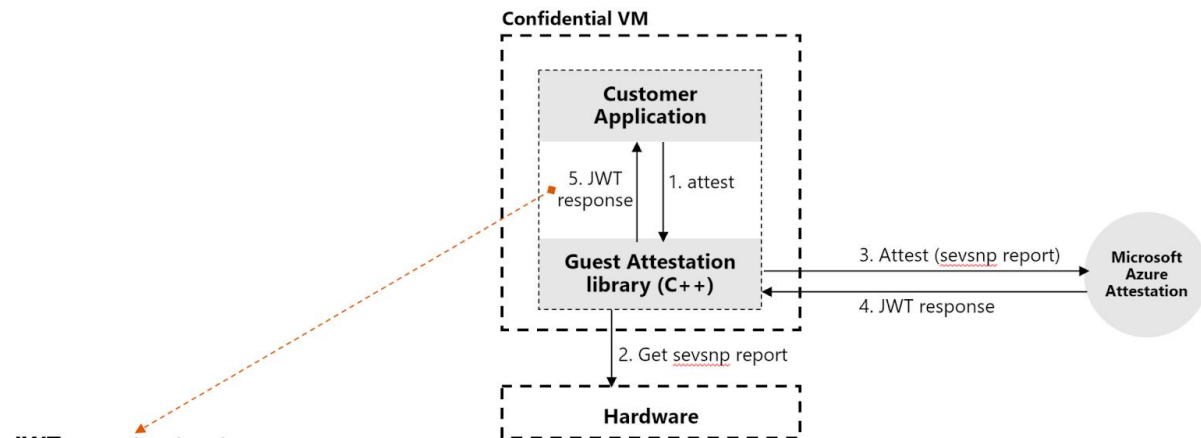 Confidential VM
Customer
Application
5. JWT
response
1. attest
Guest Attestation
library (C++)
3. Attest (sevsnp report)
4. JWT response
Microsoft
Azure
Attestation
2. Get sevsnp report
Hardware
JWT